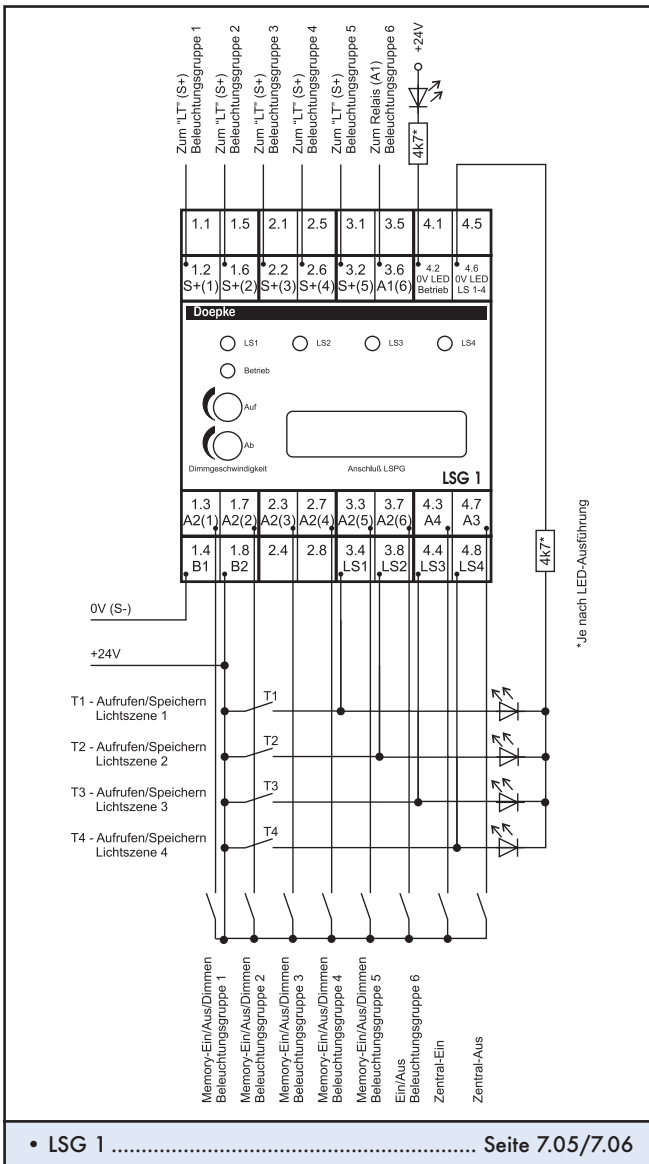 Zum “LT” (S+)
Beleuchtungsgruppe 1
Zum “LT” (S+)
Beleuchtungsgruppe 2
Zum “LT” (S+)
Beleuchtungsgruppe 3
Zum “LT” (S+)
Beleuchtungsgruppe 4
Zum “LT” (S+)
Beleuchtungsgruppe 5
Zum Relais (A1)
Beleuchtungsgruppe 6
+24V
4k7*
1.1 1.5 2.1 2.5 3.1 3.5 4.1 4.5
1.2 1.6 2.2 2.6 3.2 3.6 4.2 4.6
S+(1) S+(2) S+(3) S+(4) S+(5) A1(6) 0V LED 0V LED
Betrieb LS 1-4
Doepke
LS1 LS2 LS3 LS4
Betrieb
Auf
Ab
Dimmgeschwindigkeit Anschluß LSPG
LSG 1
1.3 1.7 2.3 2.7 3.3 3.7 4.3 4.7
A2(1) A2(2) A2(3) A2(4) A2(5) A2(6) A4 A3
1.4 1.8 2.4 2.8 3.4 3.8 4.4 4.8
B1 B2 LS1 LS2 LS3 LS4
4k7*
*Je nach LED-Ausführung
0V (S-)
+24V
T1 - Aufrufen/Speichern
Lichtszene 1
T1
T2 - Aufrufen/Speichern
Lichtszene 2
T2
T3 - Aufrufen/Speichern
Lichtszene 3
T3
T4 - Aufrufen/Speichern
Lichtszene 4
T4
Memory-Ein/Aus/Dimmen
Beleuchtungsgruppe 1
Memory-Ein/Aus/Dimmen
Beleuchtungsgruppe 2
Memory-Ein/Aus/Dimmen
Beleuchtungsgruppe 3
Memory-Ein/Aus/Dimmen
Beleuchtungsgruppe 4
Memory-Ein/Aus/Dimmen
Beleuchtungsgruppe 5
Ein/Aus
Beleuchtungsgruppe 6
Zentral-Ein
Zentral-Aus
• LSG 1 ........................................................ Seite 7.05/7.06